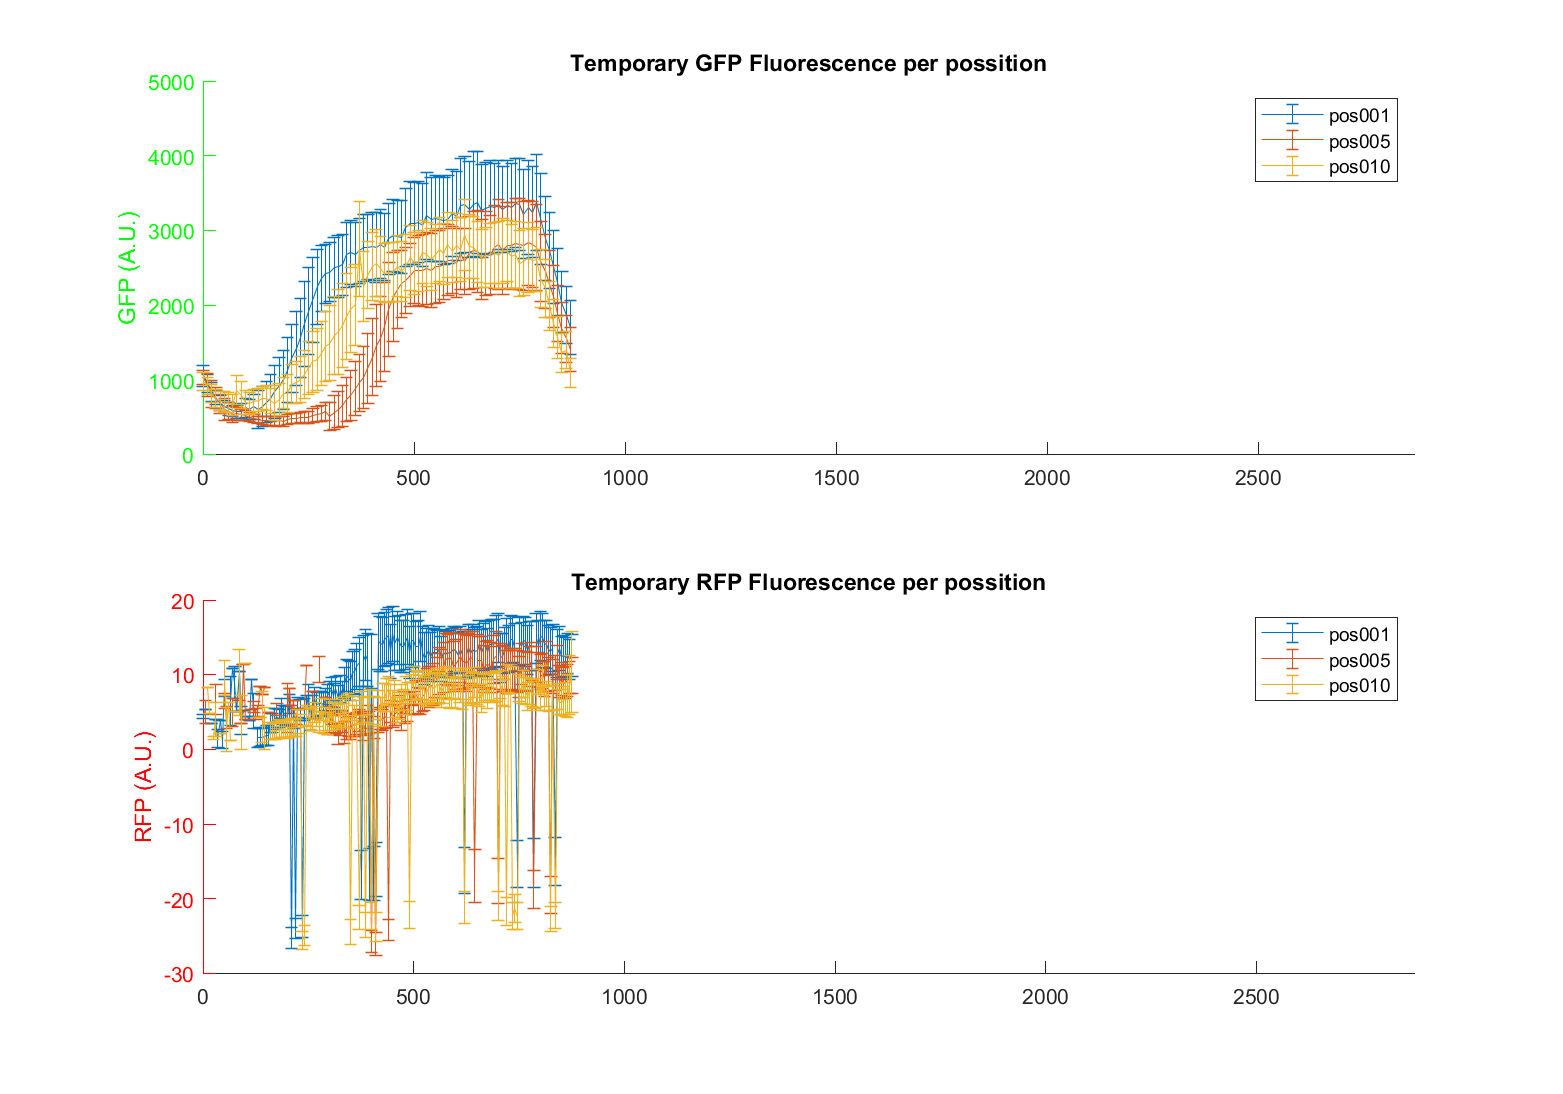 Temporary GFP Fluorescence per possition
5000
4000
3000
2000
1000
0
GFP (A.U.)
0 500 1000 1500 2000 2500
pos001
pos005
pos010
Temporary RFP Fluorescence per possition
20
10
0
-10
-20
-30
RFP (A.U.)
0 500 1000 1500 2000 2500
pos001
pos005
pos010